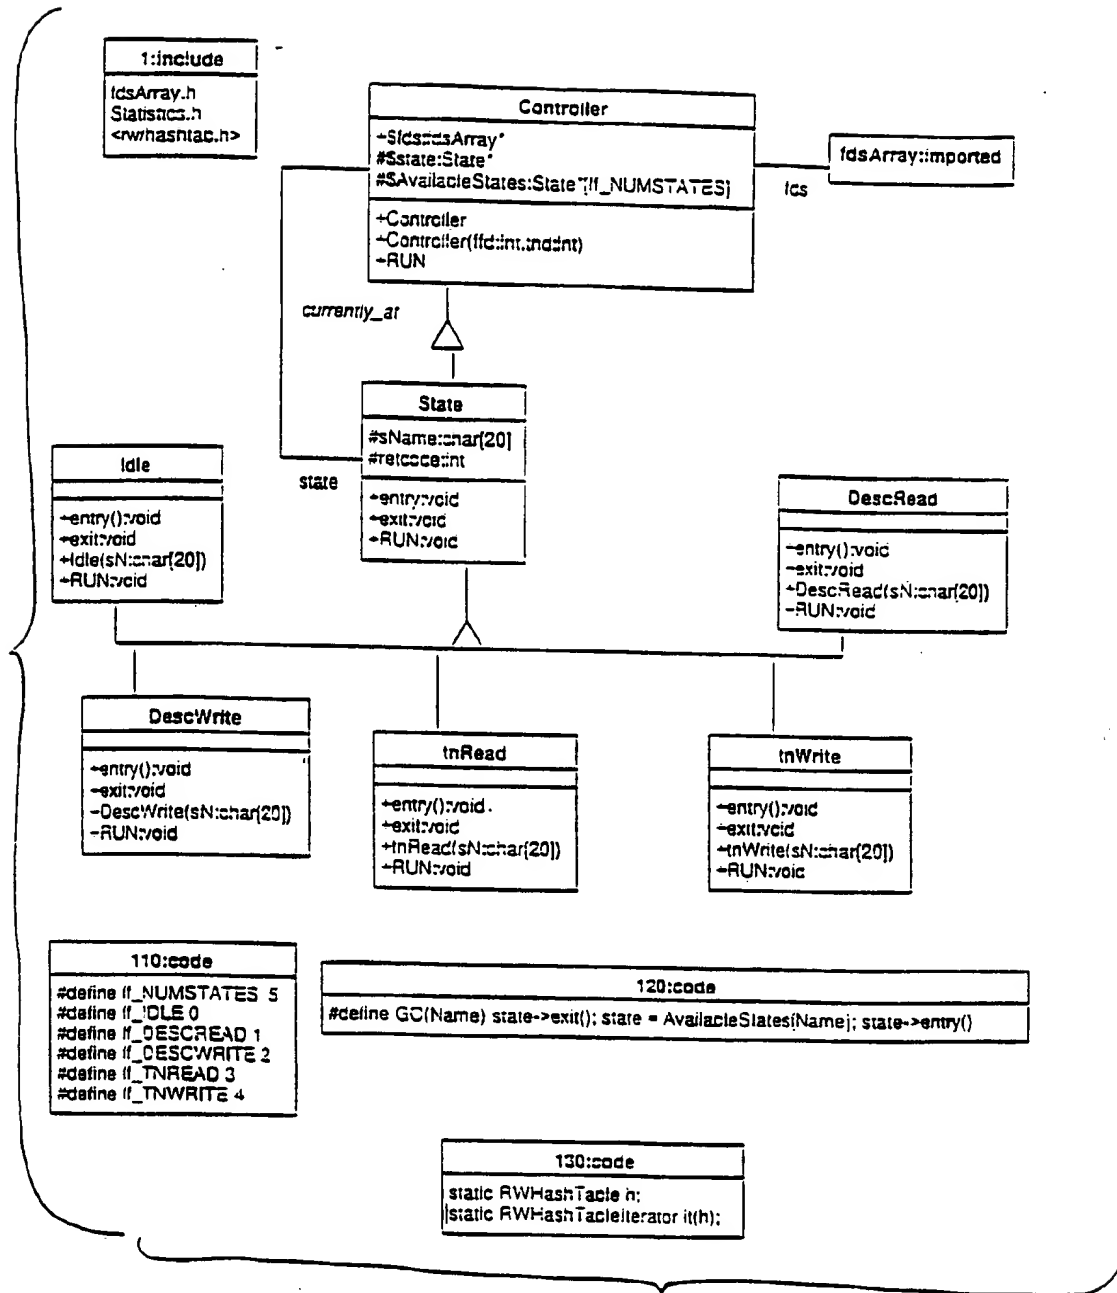 1:include
fdsArray.h
Statistics.h
<rw/hashtab.h>
Controller
+$fds:fdsArray*
#$state:State*
#$AvailableStates:State*[ff_NUMSTATES]
+Controller
+Controller(ffd:int,tnd:int)
+RUN
fdsArray::imported
fds
currently_at
State
#sName:char[20]
#retcode:int
+entry:void
+exit:void
+RUN:void
state
Idle
+entry():void
+exit:void
+Idle(sN:char[20])
+RUN:void
DescRead
+entry():void
+exit:void
+DescRead(sN:char[20])
+RUN:void
DescWrite
+entry():void
+exit:void
+DescWrite(sN:char[20])
+RUN:void
tnRead
+entry():void
+exit:void
+tnRead(sN:char[20])
+RUN:void
tnWrite
+entry():void
+exit:void
+tnWrite(sN:char[20])
+RUN:void
110:code
#define ff_NUMSTATES 5
#define ff_IDLE 0
#define ff_DESCREAD 1
#define ff_DESCWRITE 2
#define ff_TNREAD 3
#define ff_TNWRITE 4
120:code
#define GO(Name) state->exit(); state = AvailableStates[Name]; state->entry()
130:code
static RWHashTable h;
static RWHashTableIterator it(h);